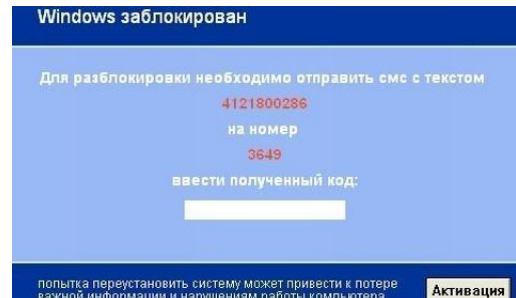 Windows заблокирован
Для разблокировки необходимо отправить смс с текстом
4121800286
на номер
3649
ввести полученный код:
попытка переустановить систему может привести к потере
важной информации и нарушениям работы компьютера
Активация